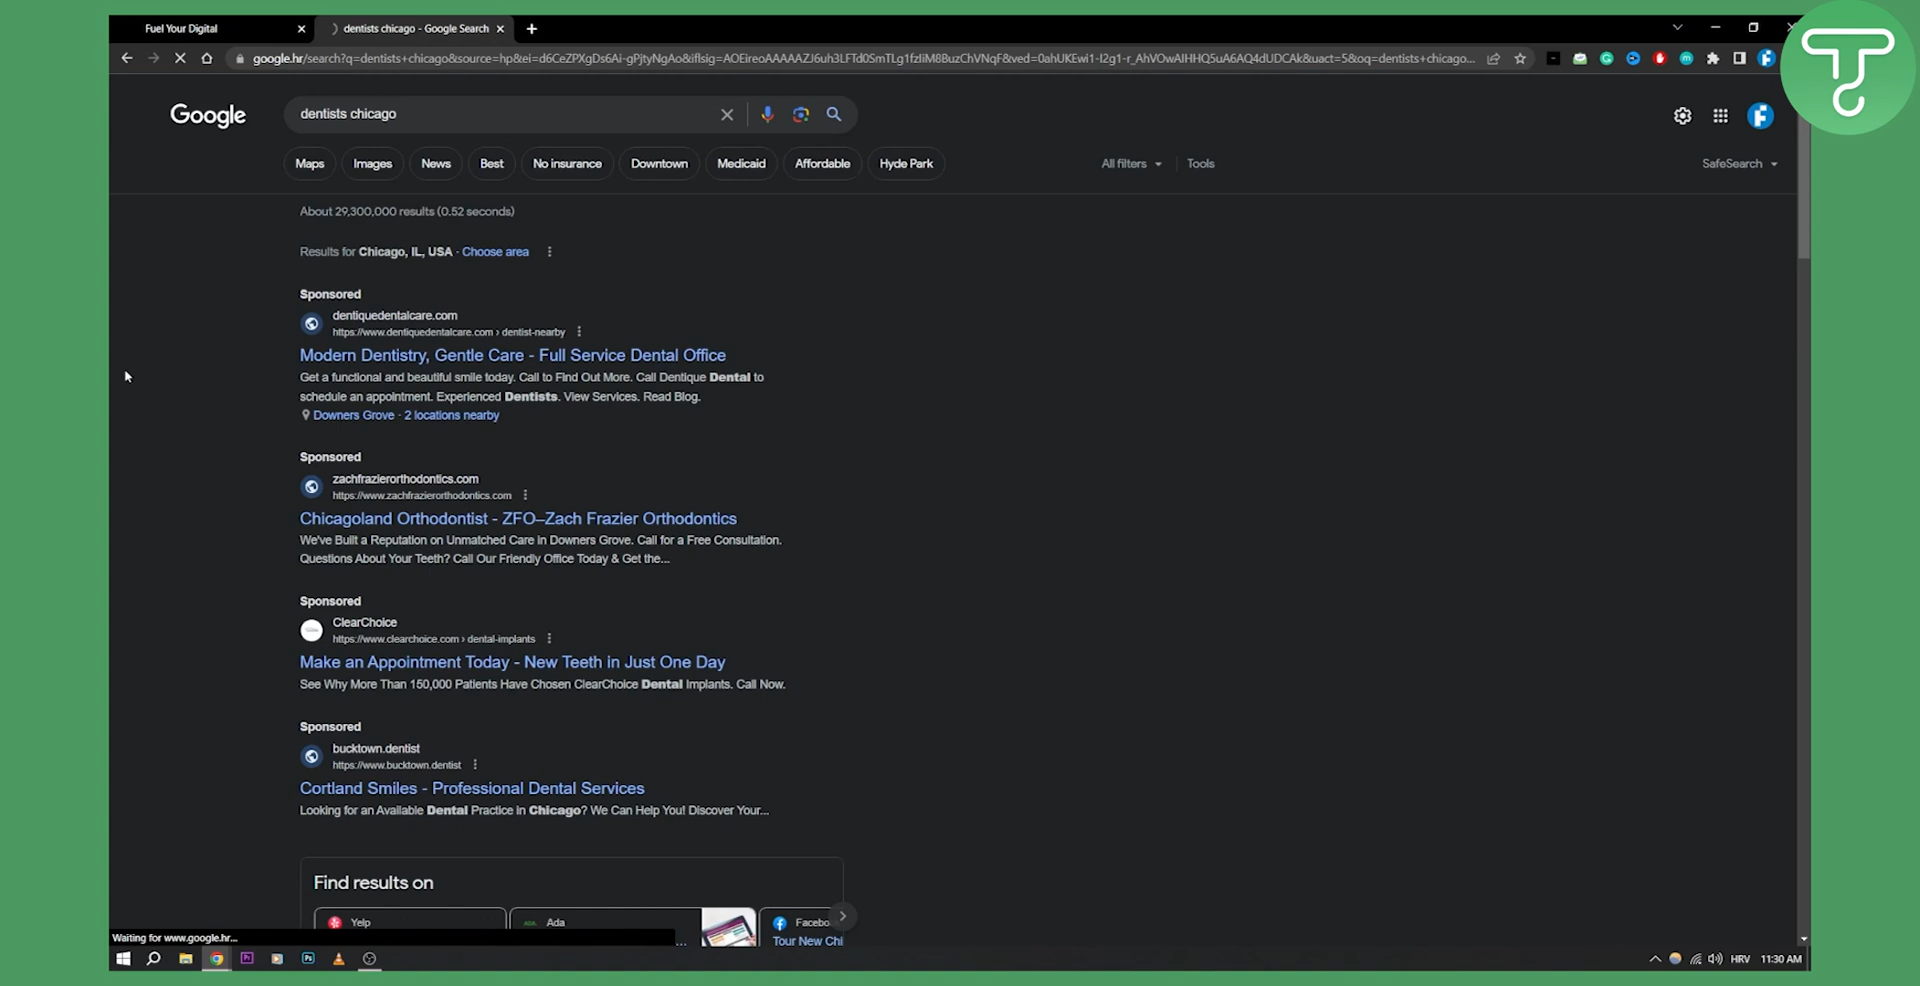 Fuel Your Digital
dentists chicago - Google Search
google.hr/search?q=dentists+chicago&source=hp&ei=d6CeZPXgDs6Ai-gPjtyNgAo&iflsig=AOEireoAAAAAZJ6uh3LFTd0SmTLg1fzIiM8BuzChVNqF&ved=0ahUKEwi1-I2g1-r_AhVOwAIHHQ5uA6AQ4dUDCAk&uact=5&oq=dentists+chicago...
Google
dentists chicago
Maps
Images
News
Best
No insurance
Downtown
Medicaid
Affordable
Hyde Park
All filters
Tools
SafeSearch
About 29,300,000 results (0.52 seconds)
Results for Chicago, IL, USA · Choose area
Sponsored
dentiquedentalcare.com
https://www.dentiquedentalcare.com › dentist-nearby
Modern Dentistry, Gentle Care - Full Service Dental Office
Get a functional and beautiful smile today. Call to Find Out More. Call Dentique Dental to
schedule an appointment. Experienced Dentists. View Services. Read Blog.
Downers Grove · 2 locations nearby
Sponsored
zachfrazierorthodontics.com
https://www.zachfrazierorthodontics.com
Chicagoland Orthodontist - ZFO–Zach Frazier Orthodontics
We've Built a Reputation on Unmatched Care in Downers Grove. Call for a Free Consultation.
Questions About Your Teeth? Call Our Friendly Office Today & Get the...
Sponsored
ClearChoice
https://www.clearchoice.com › dental-implants
Make an Appointment Today - New Teeth in Just One Day
See Why More Than 150,000 Patients Have Chosen ClearChoice Dental Implants. Call Now.
Sponsored
bucktown.dentist
https://www.bucktown.dentist
Cortland Smiles - Professional Dental Services
Looking for an Available Dental Practice in Chicago? We Can Help You! Discover Your...
Find results on
Yelp
ADA.
Ada
Facebo
...
Tour New Chi
Waiting for www.google.hr...
Pr
Ps
HRV
11:30 AM